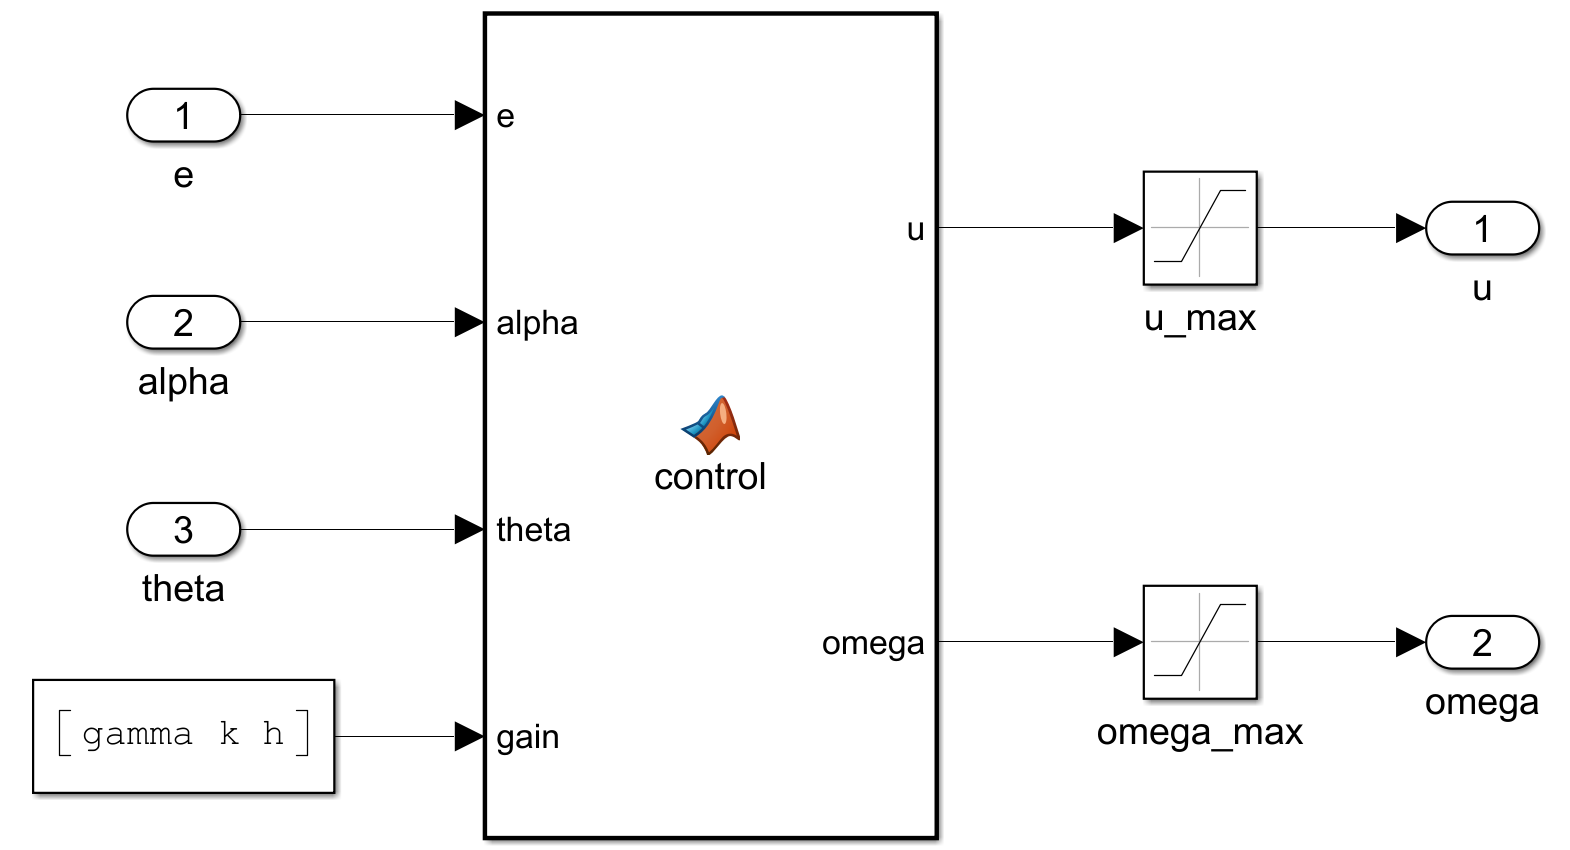 1
e
e
2
alpha
alpha
3
theta
theta
[ gamma k h ]
gain
control
u
u_max
1
u
omega
omega_max
2
omega